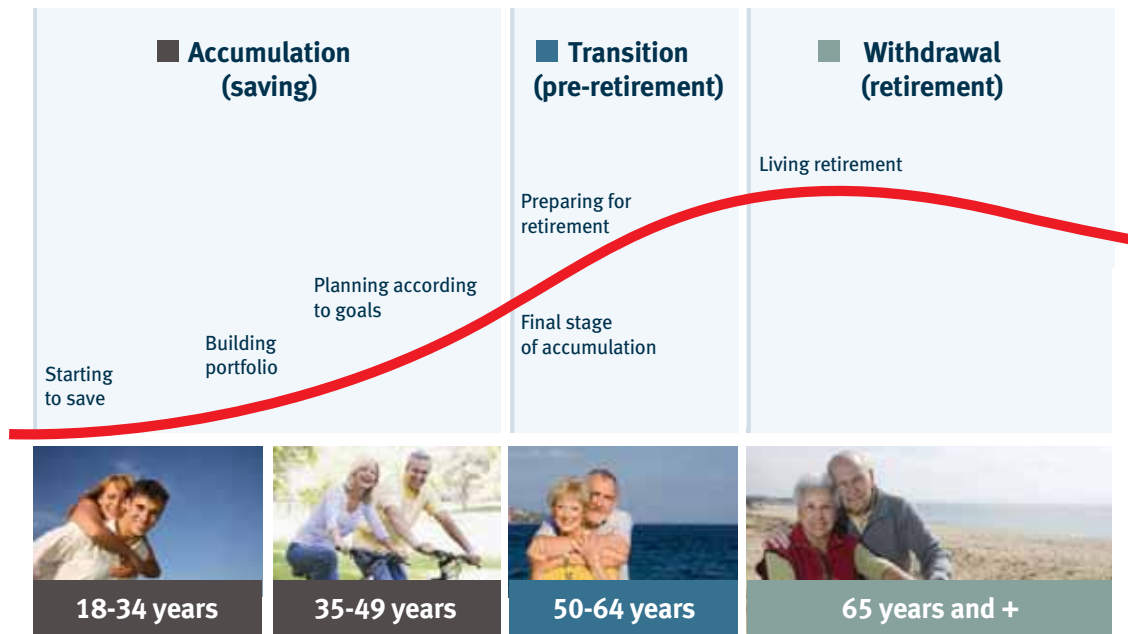 Accumulation
(saving)
Transition
(pre-retirement)
Withdrawal
(retirement)
Living retirement
Preparing for
retirement
Planning according
to goals
Final stage
of accumulation
Building
portfolio
Starting
to save
18-34 years
35-49 years
50-64 years
65 years and +